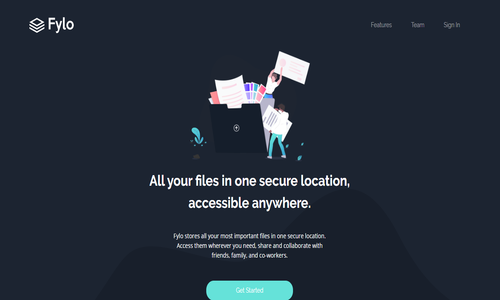 Fylo
Features Team Sign In
All your files in one secure location,
accessible anywhere.
Fylo stores all your most important files in one secure location.
Access them wherever you need, share and collaborate with
friends, family, and co-workers.
Get Started